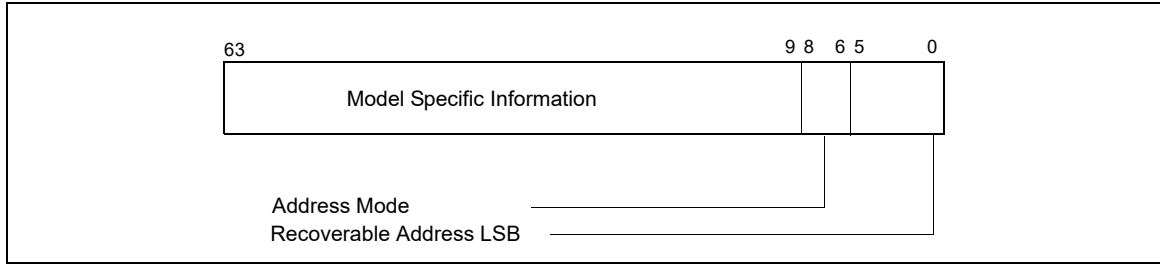 63 9 8 6 5 0
Model Specific Information
Address Mode
Recoverable Address LSB